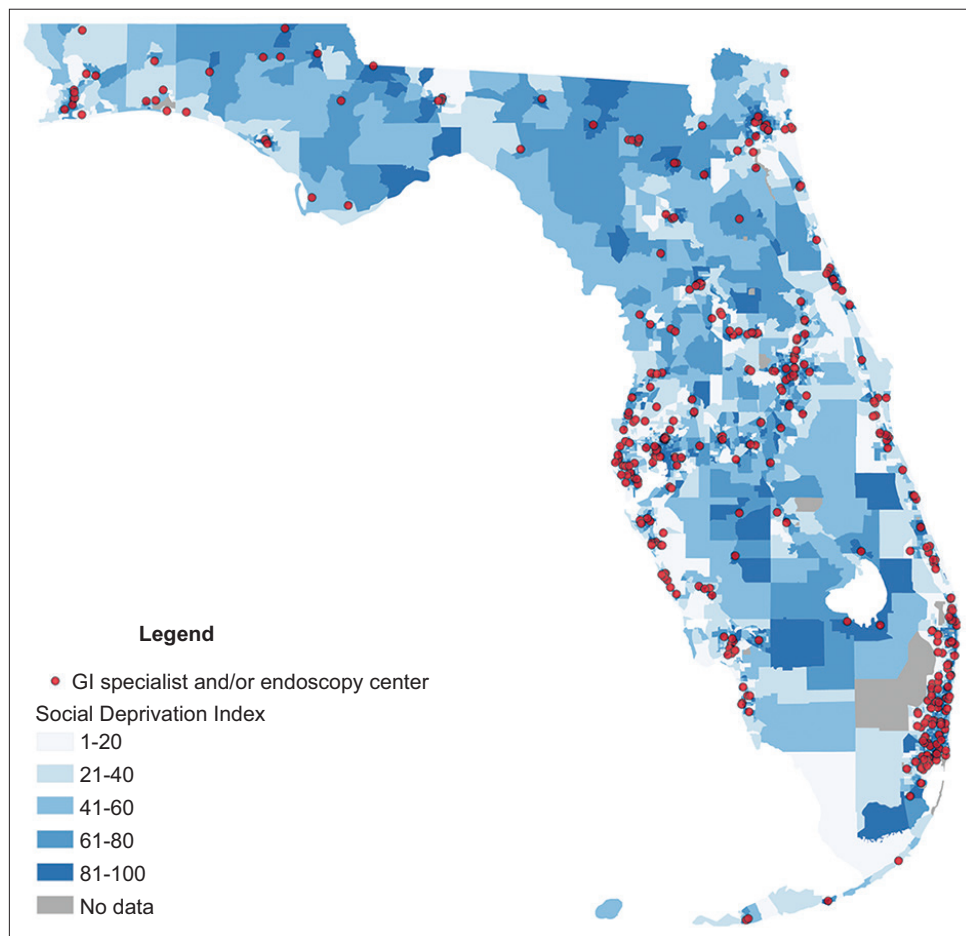 Legend
GI specialist and/or endoscopy center
Social Deprivation Index
1-20
21-40
41-60
61-80
81-100
No data